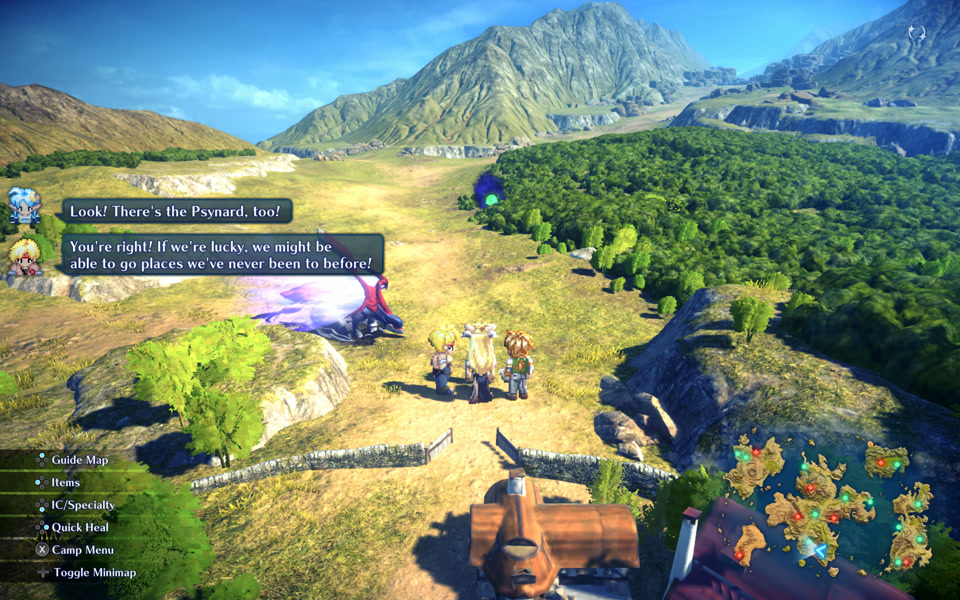 Look! There's the Psynard, too!
You're right! If we're lucky, we might be
able to go places we've never been to before!
Guide Map
Items
IC/Specialty
Quick Heal
X Camp Menu
Toggle Minimap